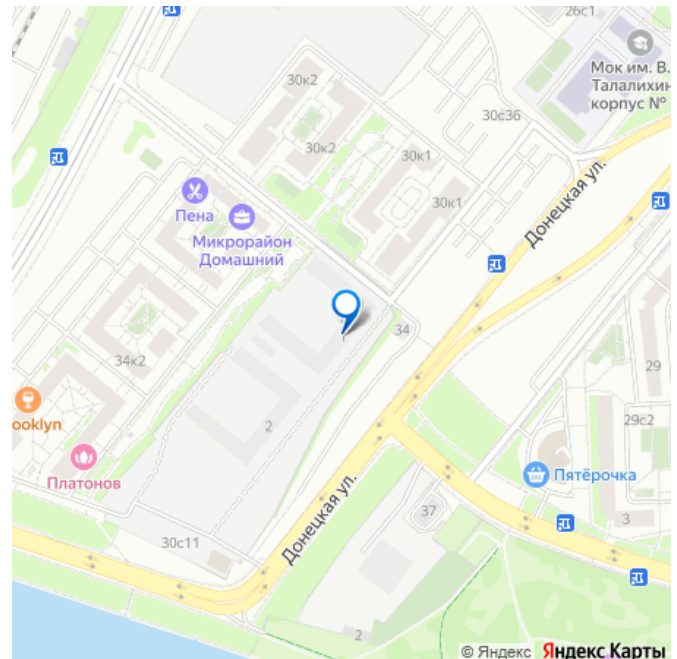 26с1
Мок им. В.
Талалихин
корпус №
30к2
30с36
30к2
30к1
30к1
Донецкая ул.
Пена
Микрорайон
Домашний
34
34к2
29
29с2
ooklyn
2
Платонов
Пятёрочка
Донецкая ул.
37
3
30с11
2
© Яндекс Яндекс Карты